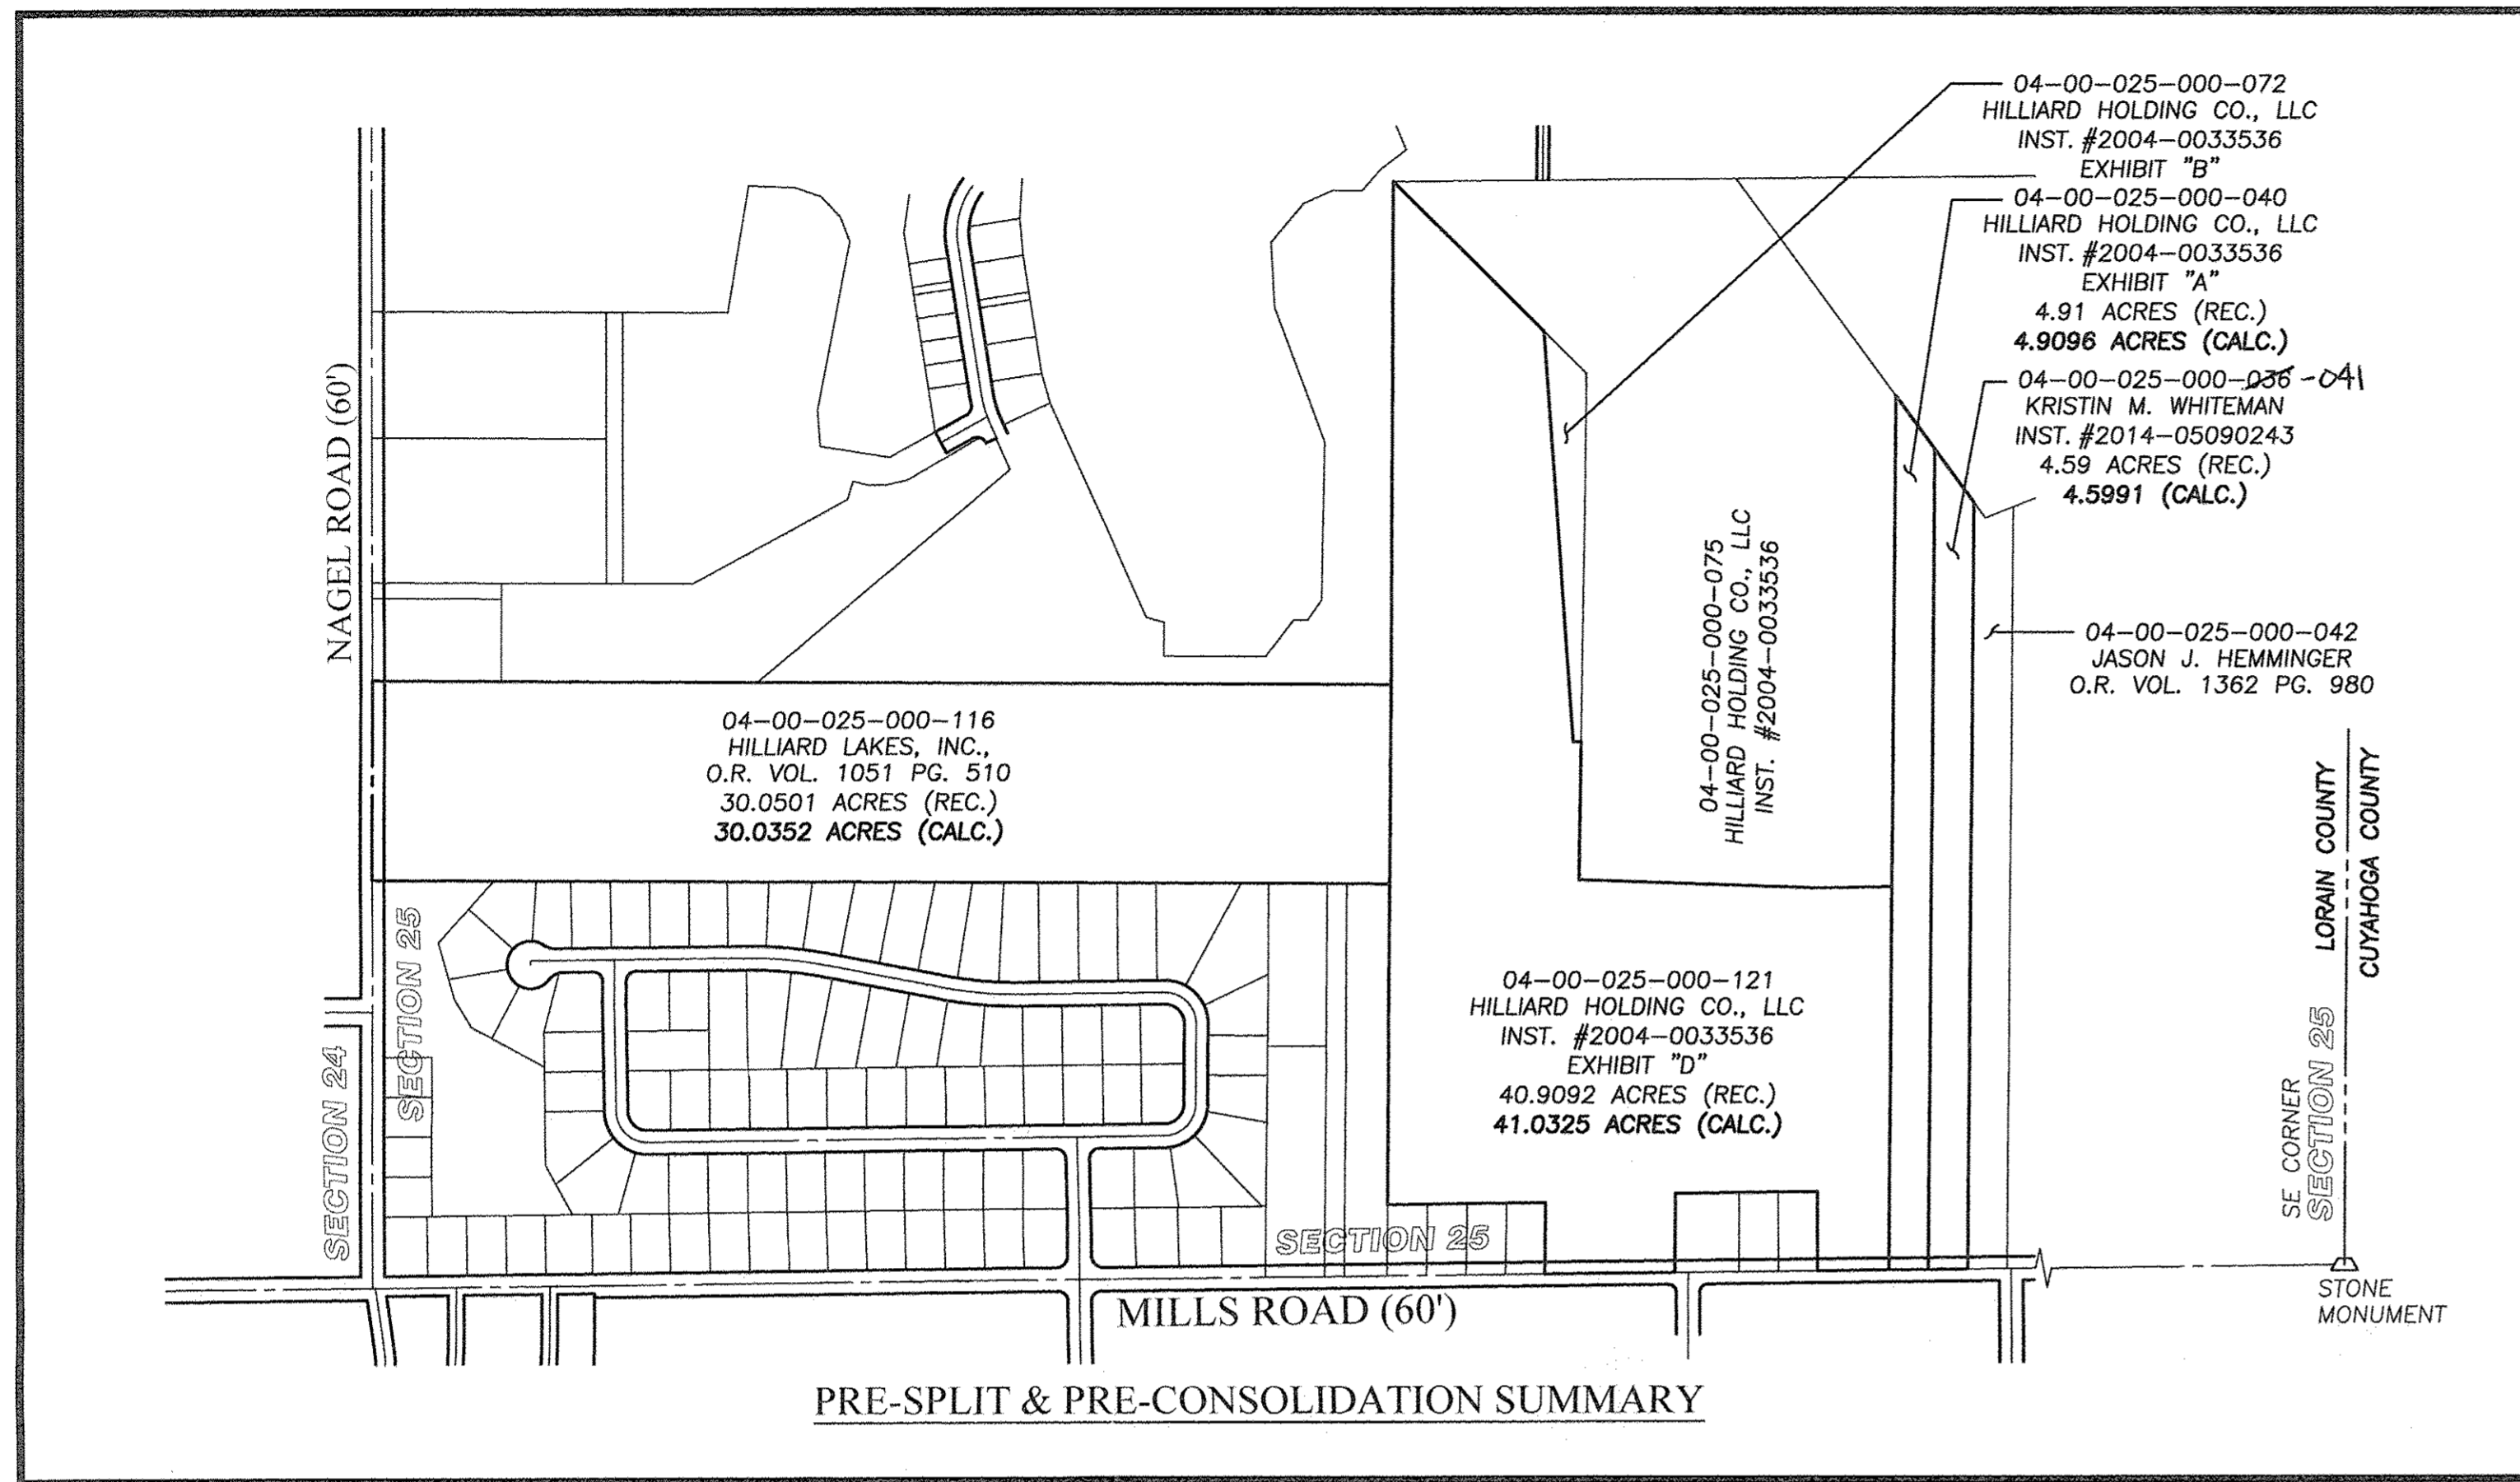 04-00-025-000-072
HILLIARD HOLDING CO., LLC
INST. #2004-0033536
EXHIBIT "B"
04-00-025-000-040
HILLIARD HOLDING CO., LLC
INST. #2004-0033536
EXHIBIT "A"
4.91 ACRES (REC.)
4.9096 ACRES (CALC.)
04-00-025-000-036 -041
KRISTIN M. WHITEMAN
INST. #2014-05090243
4.59 ACRES (REC.)
4.5991 (CALC.)
04-00-025-000-042
JASON J. HEMMINGER
O.R. VOL. 1362 PG. 980
NAGEL ROAD (60')
04-00-025-000-075
HILLIARD HOLDING CO., LLC
INST. #2004-0033536
04-00-025-000-116
HILLIARD LAKES, INC.,
O.R. VOL. 1051 PG. 510
30.0501 ACRES (REC.)
30.0352 ACRES (CALC.)
LORAIN COUNTY
CUYAHOGA COUNTY
SECTION 24
SECTION 25
04-00-025-000-121
HILLIARD HOLDING CO., LLC
INST. #2004-0033536
EXHIBIT "D"
40.9092 ACRES (REC.)
41.0325 ACRES (CALC.)
SE CORNER
SECTION 25
SECTION 25
STONE
MONUMENT
MILLS ROAD (60')
PRE-SPLIT & PRE-CONSOLIDATION SUMMARY